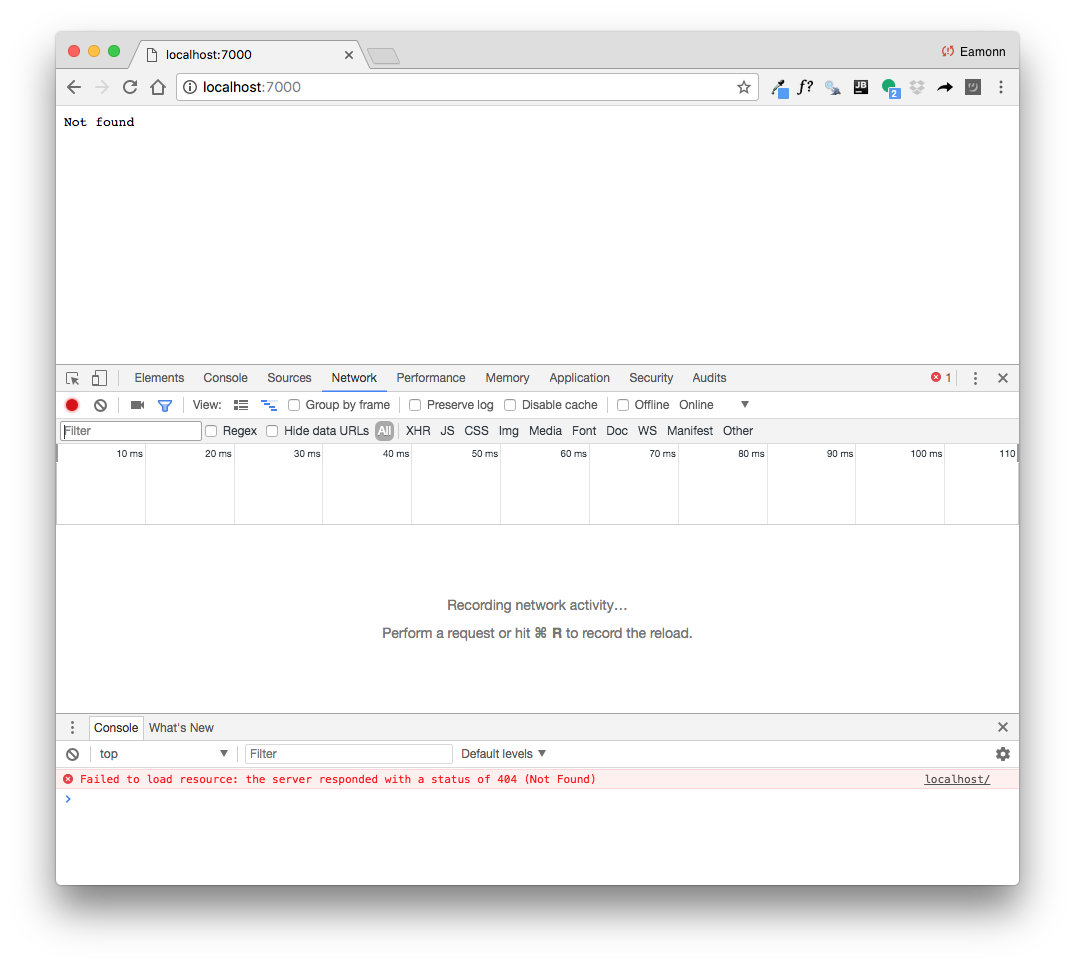 localhost:7000
Eamonn
localhost:7000
f?
JB
2
Not found
Elements Console Sources Network Performance Memory Application Security Audits
1
View: Group by frame Preserve log Disable cache Offline Online
Filter Regex Hide data URLs All XHR JS CSS Img Media Font Doc WS Manifest Other
10 ms 20 ms 30 ms 40 ms 50 ms 60 ms 70 ms 80 ms 90 ms 100 ms 110
Recording network activity…
Perform a request or hit ⌘ R to record the reload.
Console What's New
top Filter Default levels
Failed to load resource: the server responded with a status of 404 (Not Found) localhost/